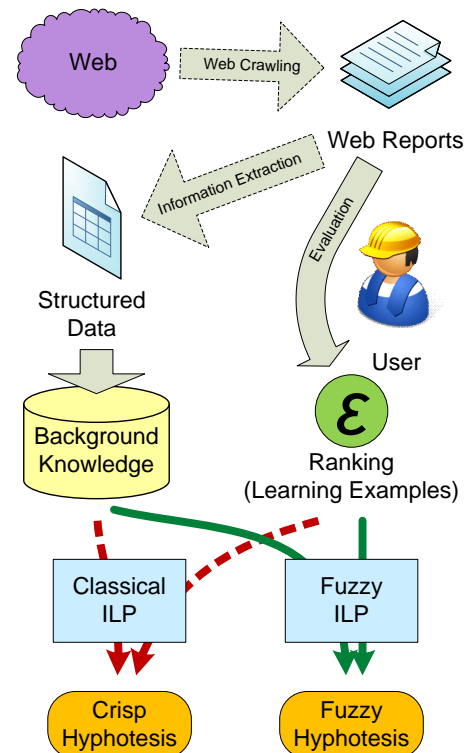 Web
Web Crawling
Web Reports
Information Extraction
Evaluation
Structured
Data
User
Background
Knowledge
ε
Ranking
(Learning Examples)
Classical
ILP
Fuzzy
ILP
Crisp
Hyphotesis
Fuzzy
Hyphotesis